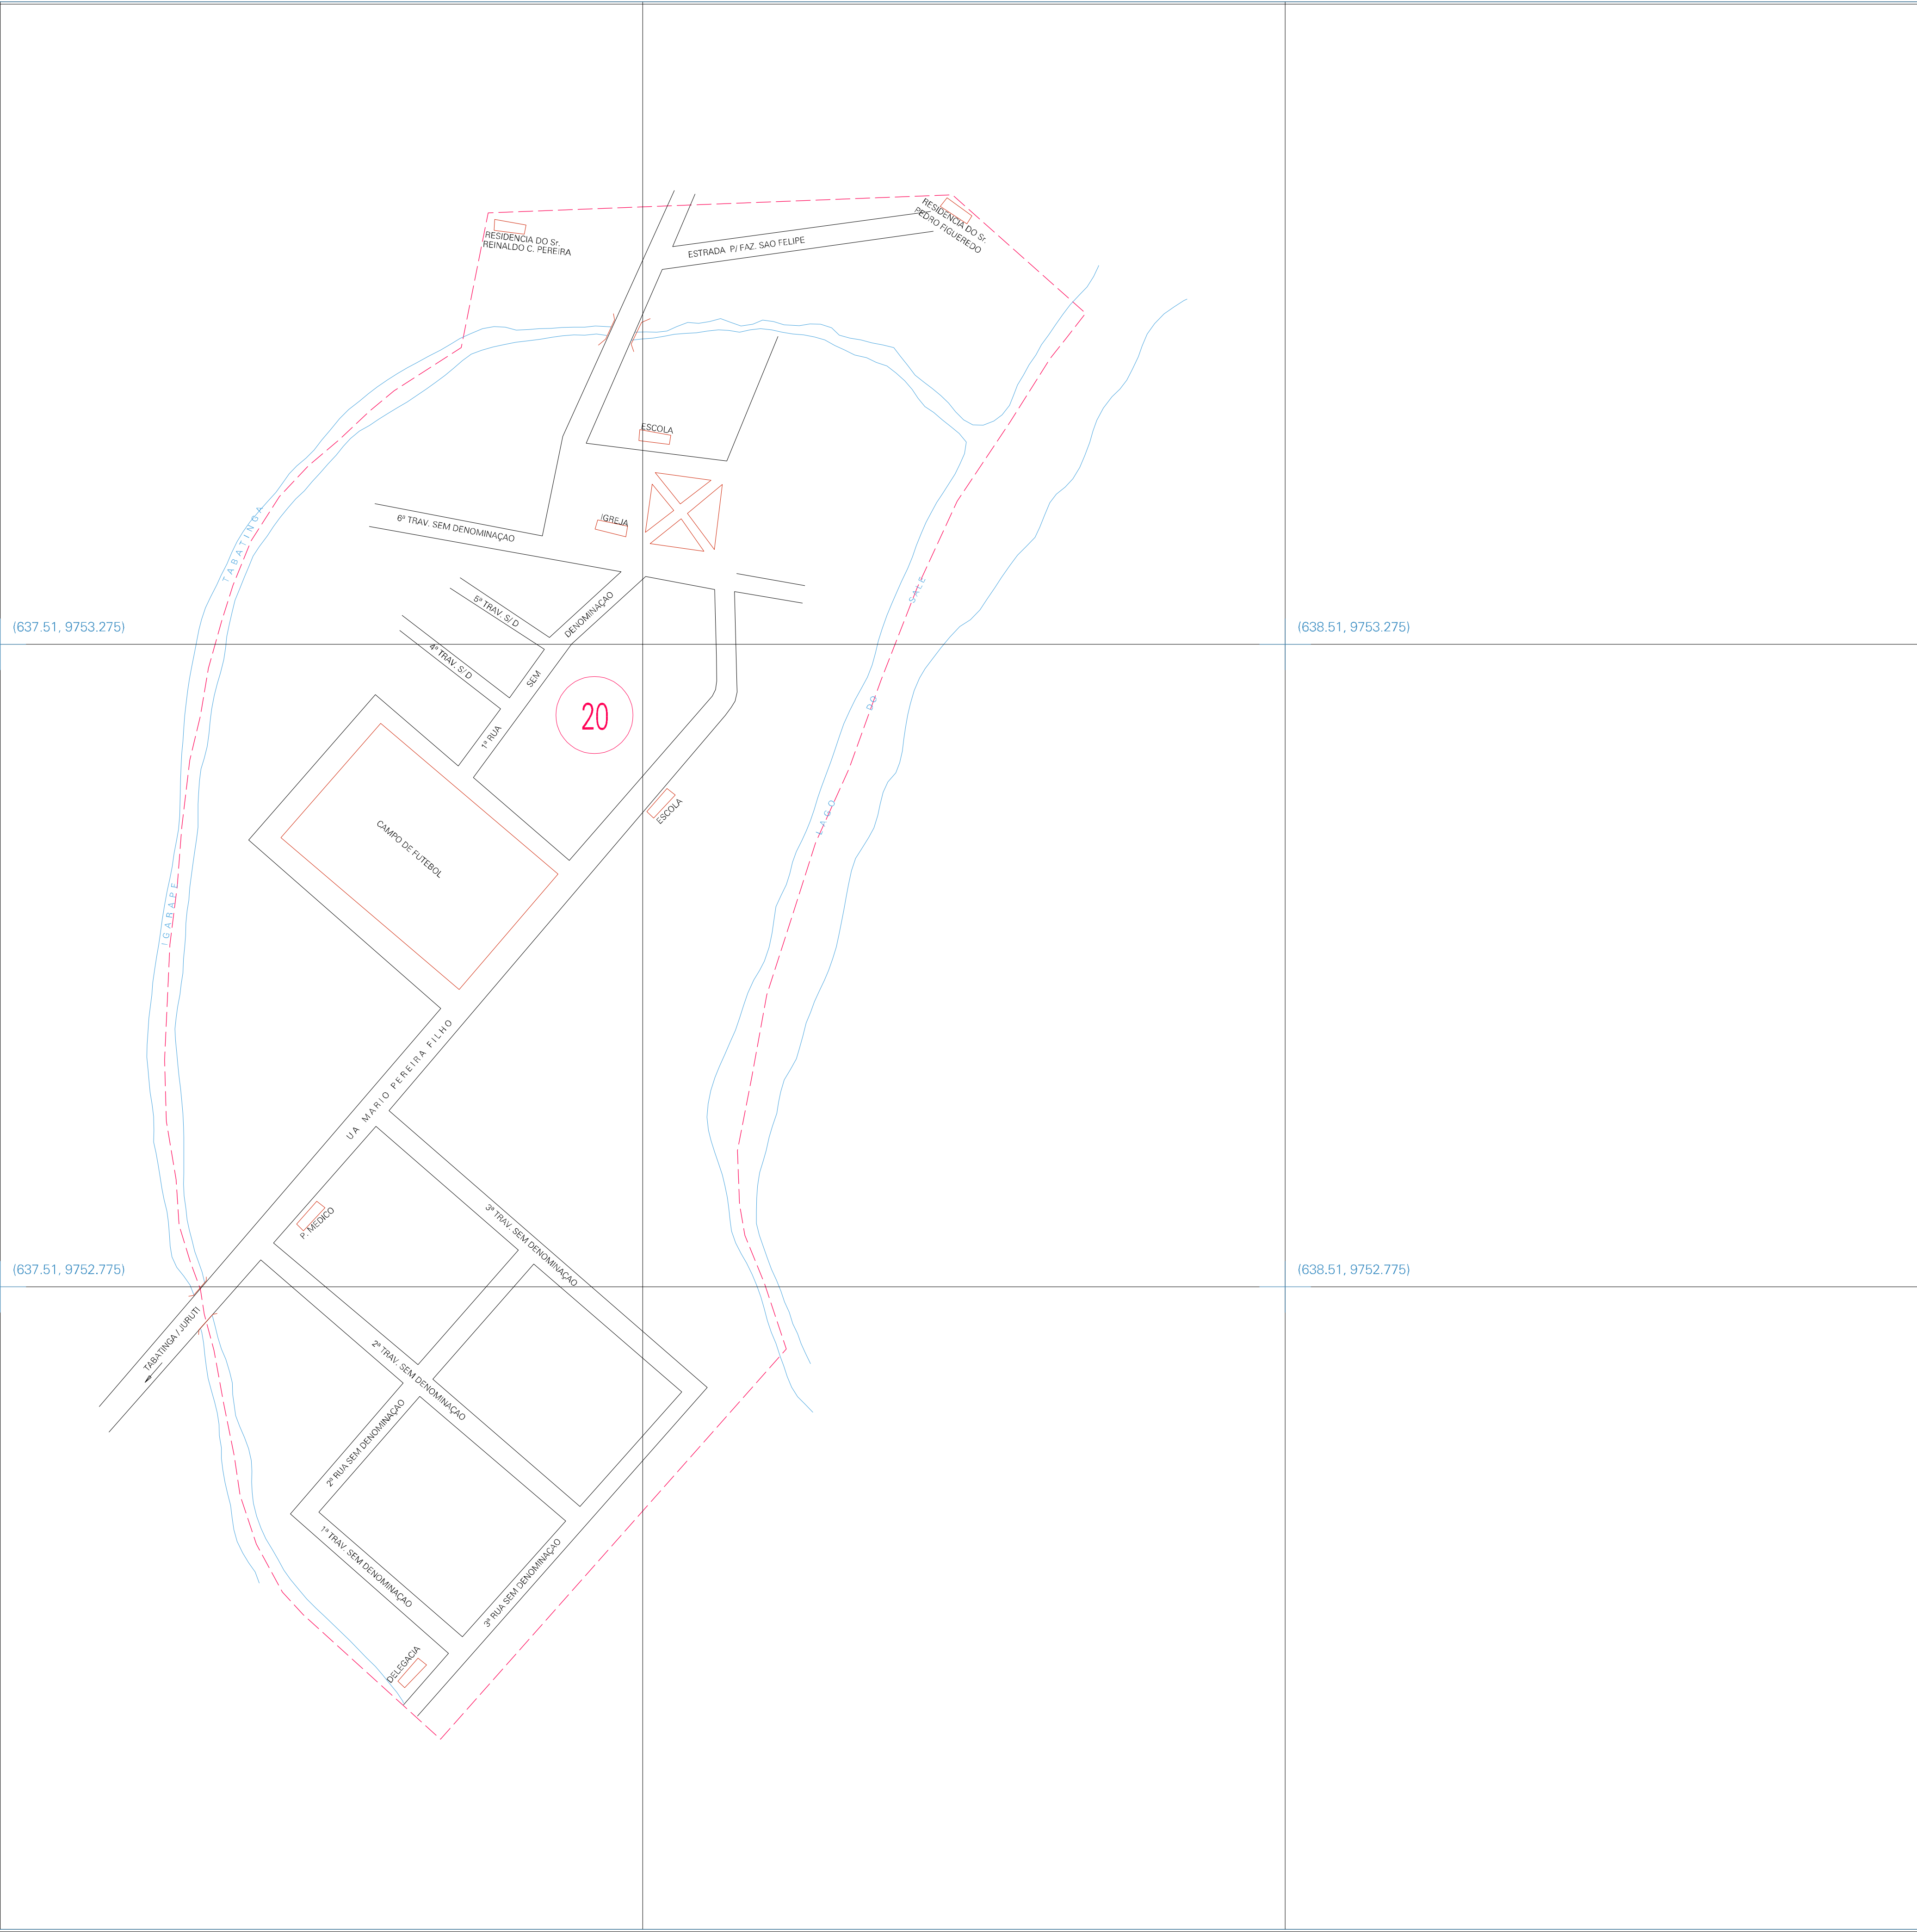 RESIDENCIA DO Sr.
REINALDO C. PEREIRA
RESIDENCIA DO Sr.
PEDRO FIGUEREDO
ESTRADA P/ FAZ. SAO FELIPE
ESCOLA
IGREJA
6ª TRAV. SEM DENOMINAÇAO
5ª TRAV. S/ D
4ª TRAV. S/ D
1ª RUA SEM DENOMINAÇAO
(637.51, 9753.275)
(638.51, 9753.275)
20
ESCOLA
CAMPO DE FUTEBOL
IGARAPE TABATINGA
LAGO DO SALE
UA MARIO PEREIRA FILHO
P. MEDICO
3ª TRAV. SEM DENOMINAÇAO
(637.51, 9752.775)
(638.51, 9752.775)
TABATINGA / JURUTI
2ª TRAV. SEM DENOMINAÇAO
2ª RUA SEM DENOMINAÇAO
1ª TRAV. SEM DENOMINAÇAO
3ª RUA SEM DENOMINAÇAO
DELEGACIA